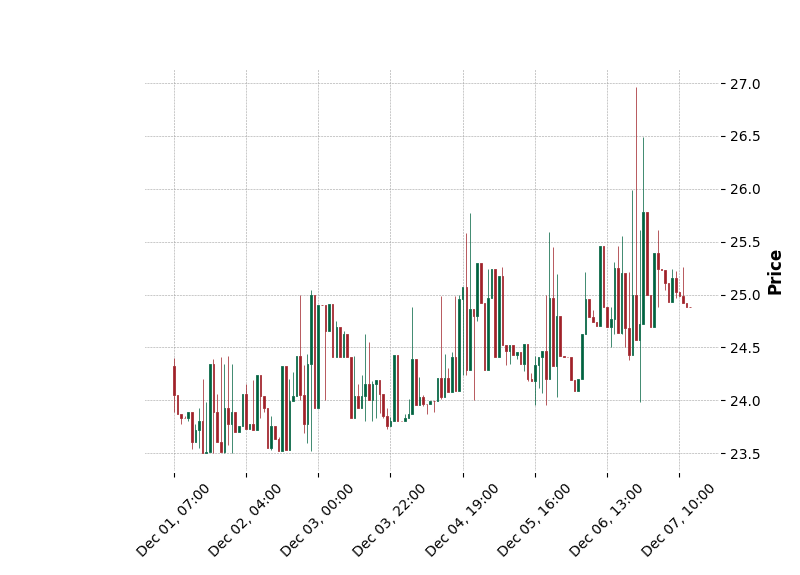 27.0
26.5
26.0
25.5
25.0
24.5
24.0
23.5
Price
Dec 01, 07:00
Dec 02, 04:00
Dec 03, 00:00
Dec 03, 22:00
Dec 04, 19:00
Dec 05, 16:00
Dec 06, 13:00
Dec 07, 10:00